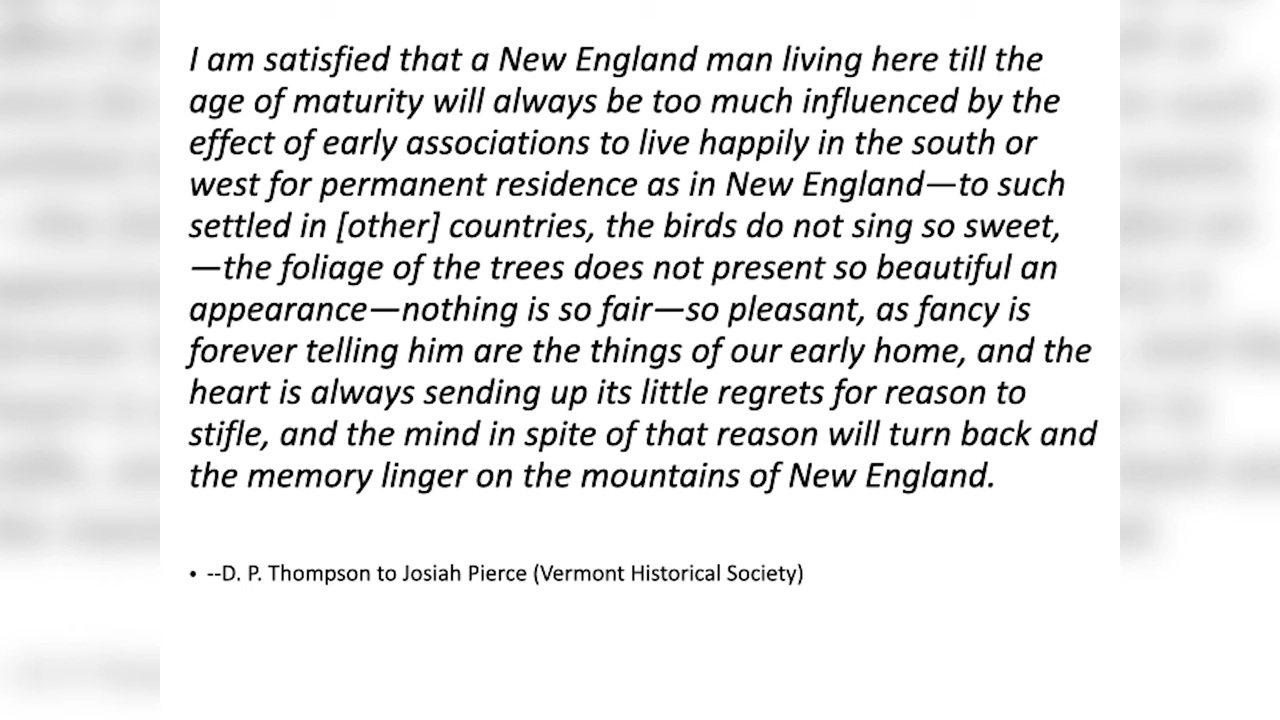 I am satisfied that a New England man living here till the
age of maturity will always be too much influenced by the
effect of early associations to live happily in the south or
west for permanent residence as in New England—to such
settled in [other] countries, the birds do not sing so sweet,
—the foliage of the trees does not present so beautiful an
appearance—nothing is so fair—so pleasant, as fancy is
forever telling him are the things of our early home, and the
heart is always sending up its little regrets for reason to
stifle, and the mind in spite of that reason will turn back and
the memory linger on the mountains of New England.
• --D. P. Thompson to Josiah Pierce (Vermont Historical Society)